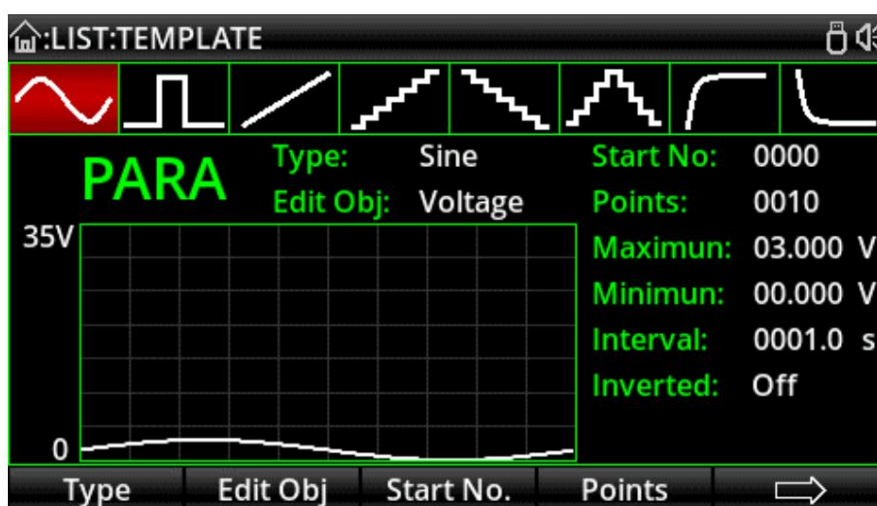 :LIST:TEMPLATE
PARA
Type: Sine
Edit Obj: Voltage
Start No: 0000
Points: 0010
Maximun: 03.000 V
Minimun: 00.000 V
Interval: 0001.0 s
Inverted: Off
35V
0
Type Edit Obj Start No. Points